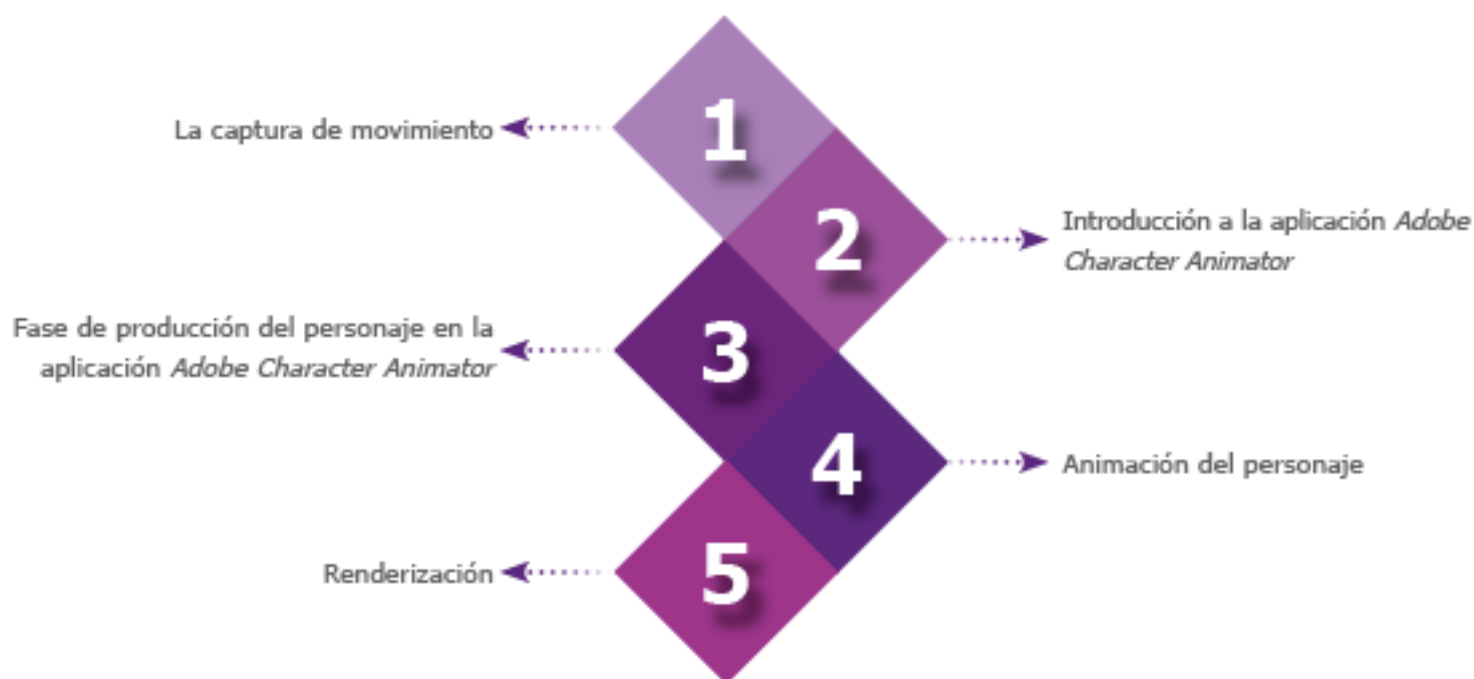 1
La captura de movimiento
2
Introducción a la aplicación Adobe
Character Animator
3
Fase de producción del personaje en la
aplicación Adobe Character Animator
4
Animación del personaje
5
Renderización